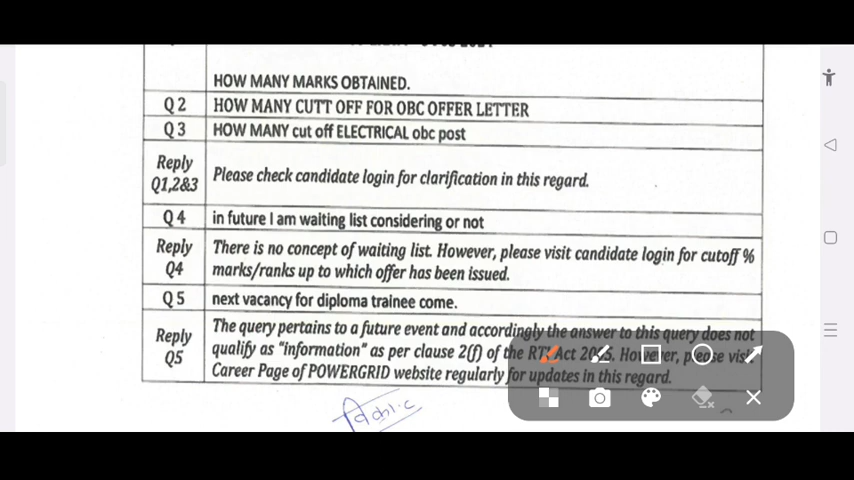 HOW MANY MARKS OBTAINED.
Q 2 HOW MANY CUTT OFF FOR OBC OFFER LETTER
Q 3 HOW MANY cut off ELECTRICAL obc post
Reply
Q1,2&3
Please check candidate login for clarification in this regard.
Q 4 in future I am waiting list considering or not
Reply
Q4
There is no concept of waiting list. However, please visit candidate login for cutoff %
marks/ranks up to which offer has been issued.
Q 5 next vacancy for diploma trainee come.
Reply
Q5
The query pertains to a future event and accordingly the answer to this query does not
qualify as "information" as per clause 2(f) of the RTI Act 2005. However, please visit
Career Page of POWERGRID website regularly for updates in this regard.